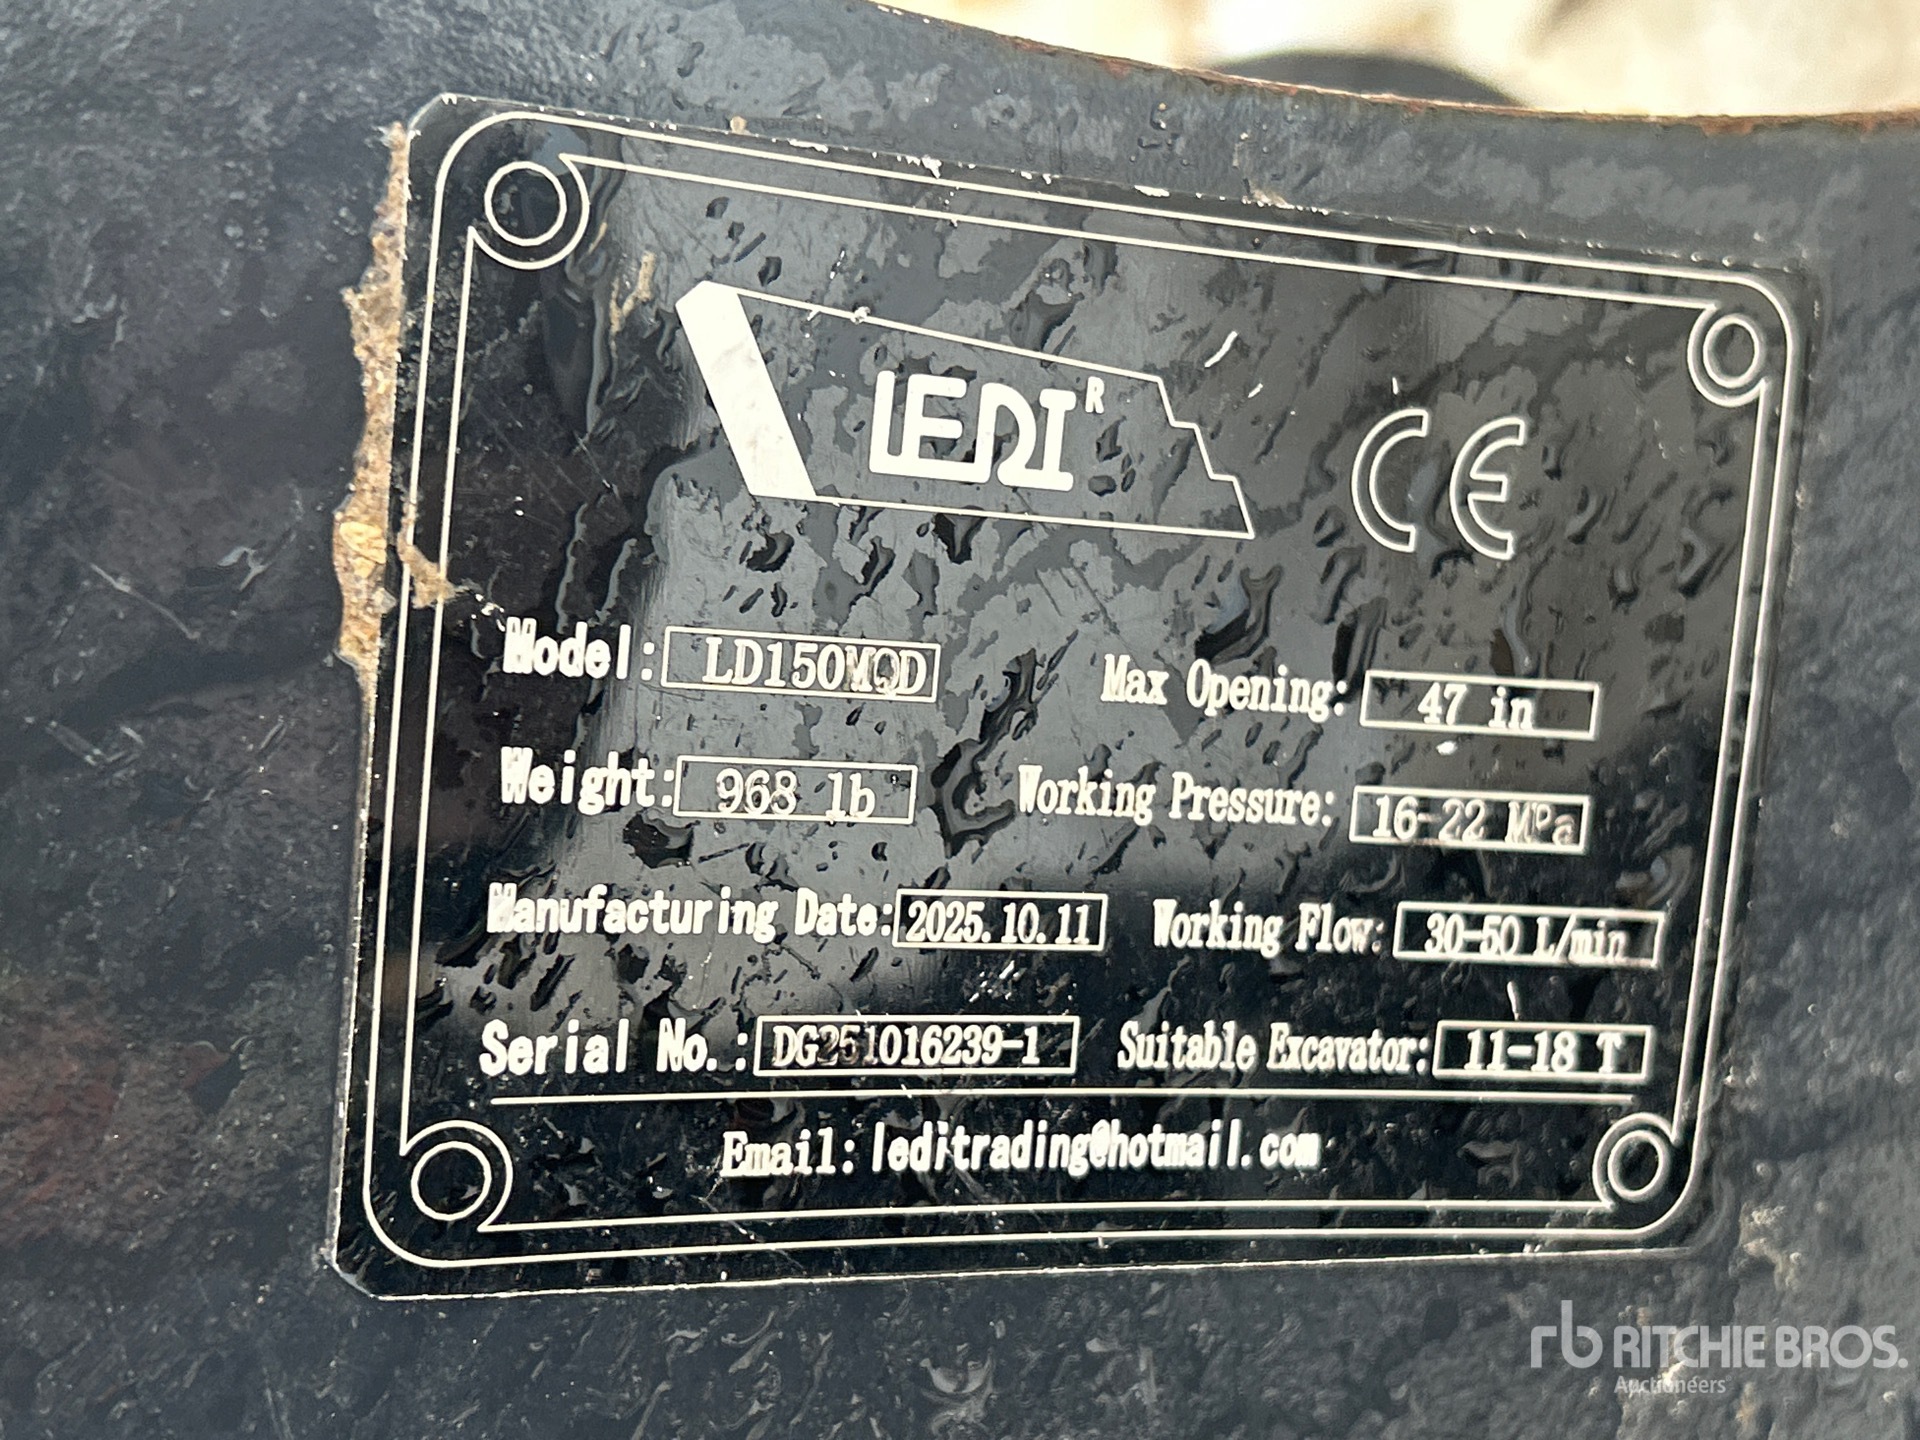 LEDI R
CE
Model: LD150MQD
Max Opening: 47 in
Weight: 968 lb
Working Pressure: 16-22 MPa
Manufacturing Date: 2025.10.11
Working Flow: 30-50 L/min
Serial No.: DG251016239-1
Suitable Excavator: 11-18 T
Email: leditrading@hotmail.com
rb RITCHIE BROS.
Auctioneers